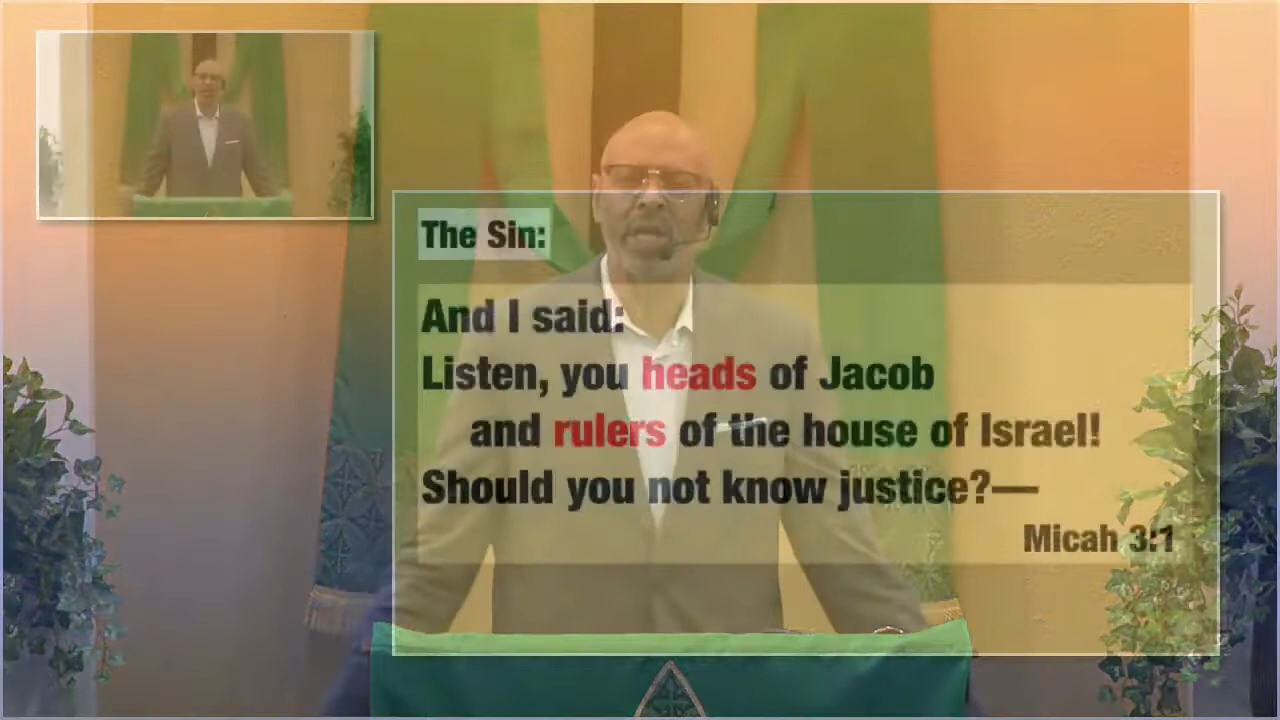 The Sin:
And I said:
Listen, you heads of Jacob
and rulers of the house of Israel!
Should you not know justice?—
Micah 3:1